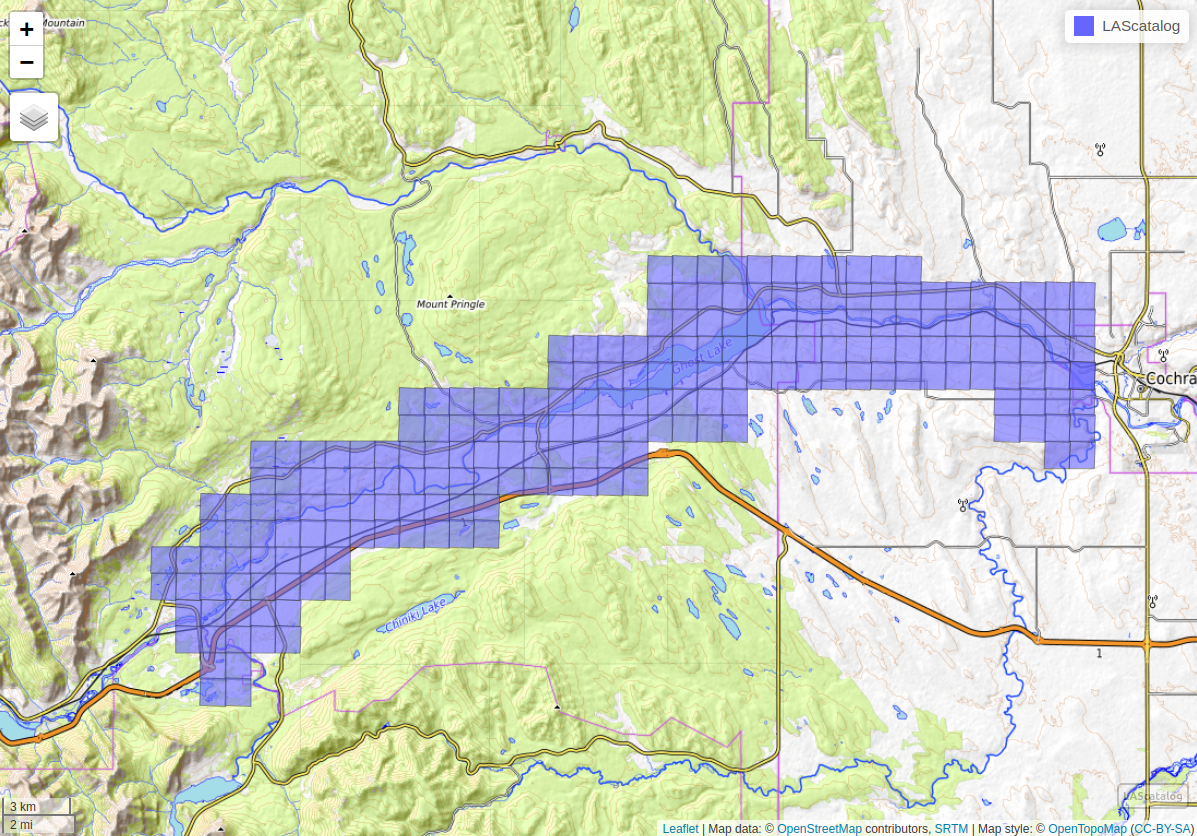 Mountain
+
−
LAScatalog
Mount Pringle
Ghost Lake
Cochra
1
Chiniki Lake
1
LAScatalog
3 km
2 mi
Leaflet | Map data: © OpenStreetMap contributors, SRTM | Map style: © OpenTopoMap (CC-BY-SA)